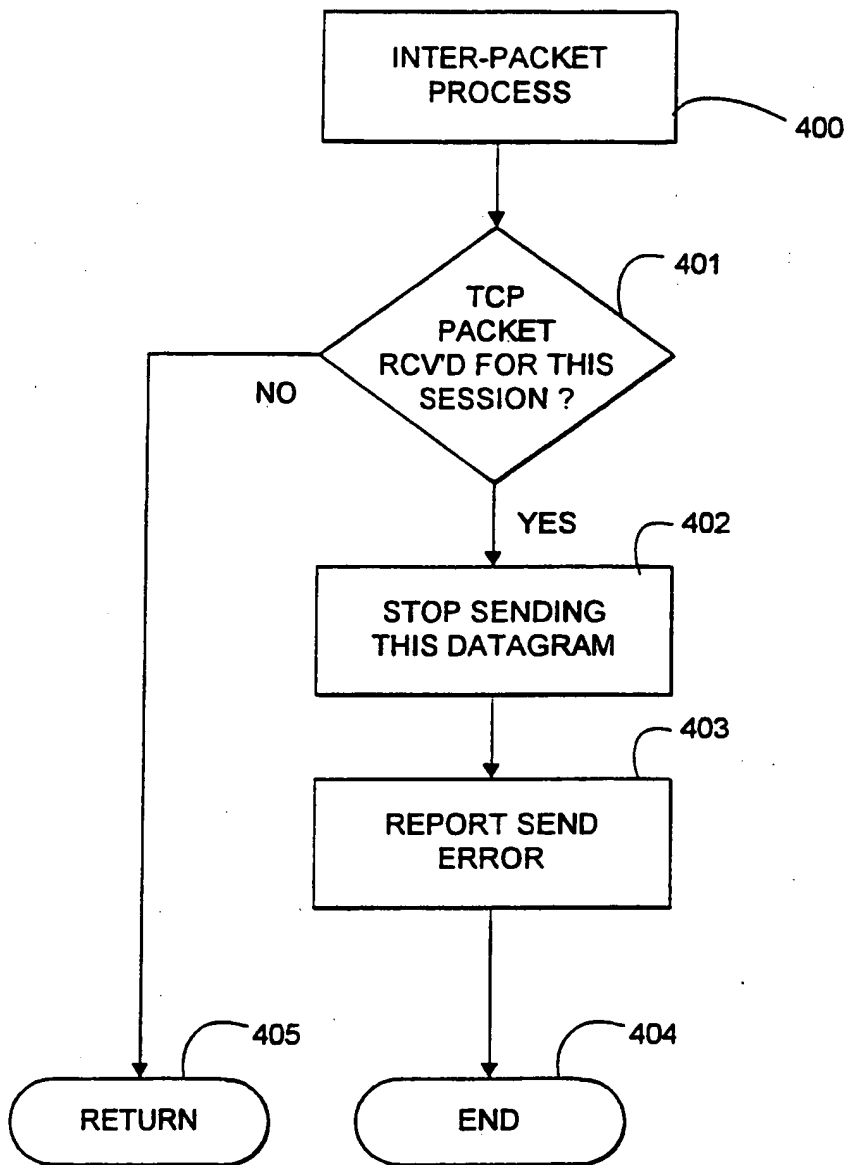 INTER-PACKET
PROCESS
400
401
TCP
PACKET
RCV'D FOR THIS
SESSION ?
NO
YES
402
STOP SENDING
THIS DATAGRAM
403
REPORT SEND
ERROR
405
404
RETURN
END